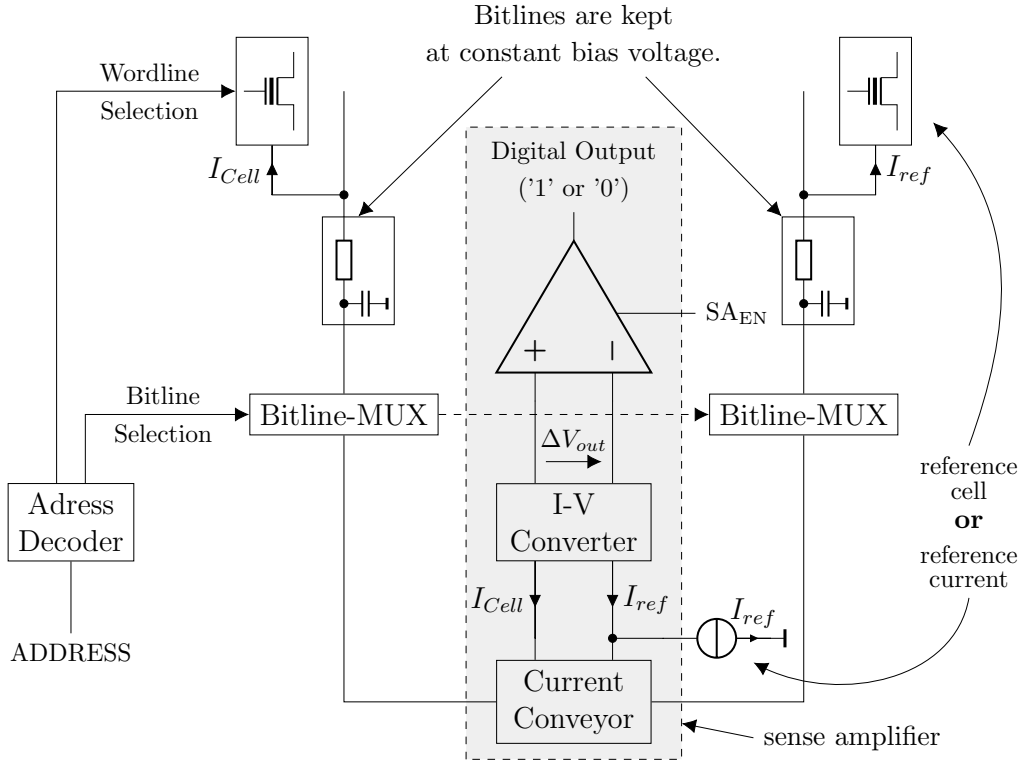 Bitlines are kept
at constant bias voltage.
Wordline
Selection
I_Cell
I_ref
Digital Output
('1' or '0')
SA_EN
+
−
Bitline
Selection
Bitline-MUX
Bitline-MUX
ΔV_out
Adress
Decoder
I-V
Converter
reference
cell
or
reference
current
I_Cell
I_ref
I_ref
ADDRESS
Current
Conveyor
sense amplifier